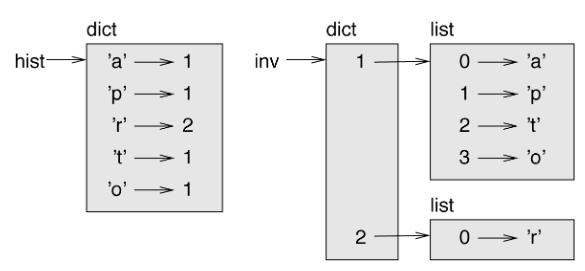 dict
hist 'a' 1
'p' 1
'r' 2
't' 1
'o' 1
dict
inv 1
2
list
0 'a'
1 'p'
2 't'
3 'o'
list
0 'r'